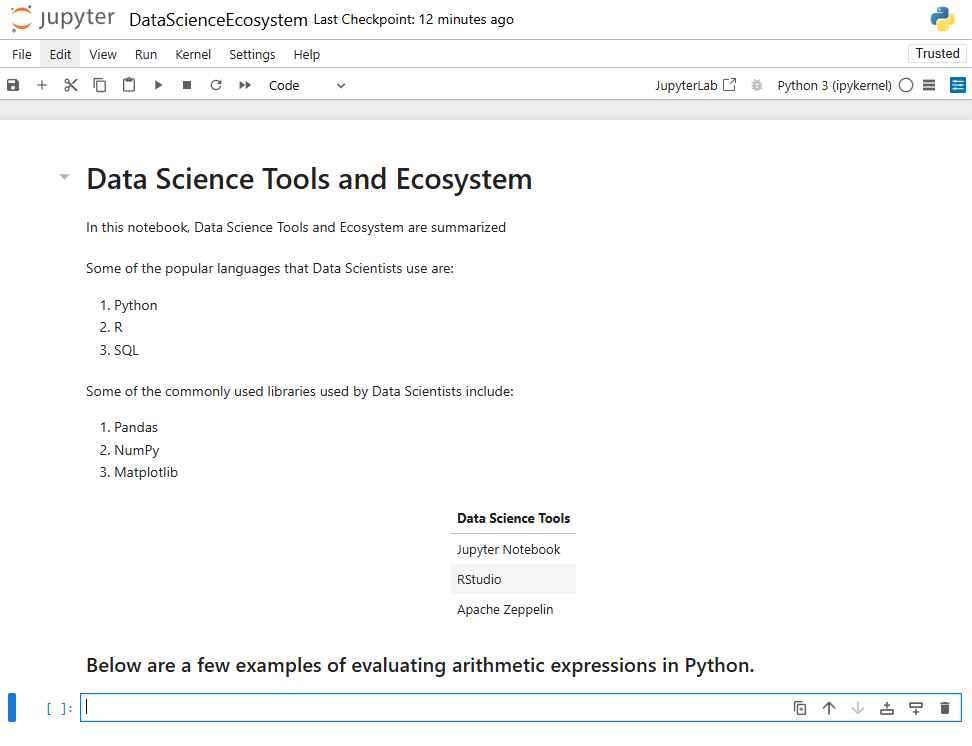 jupyter DataScienceEcosystem Last Checkpoint: 12 minutes ago
File Edit View Run Kernel Settings Help Trusted
Code JupyterLab Python 3 (ipykernel)
Data Science Tools and Ecosystem
In this notebook, Data Science Tools and Ecosystem are summarized
Some of the popular languages that Data Scientists use are:
1. Python
2. R
3. SQL
Some of the commonly used libraries used by Data Scientists include:
1. Pandas
2. NumPy
3. Matplotlib
Data Science Tools
Jupyter Notebook
RStudio
Apache Zeppelin
Below are a few examples of evaluating arithmetic expressions in Python.
[ ]: